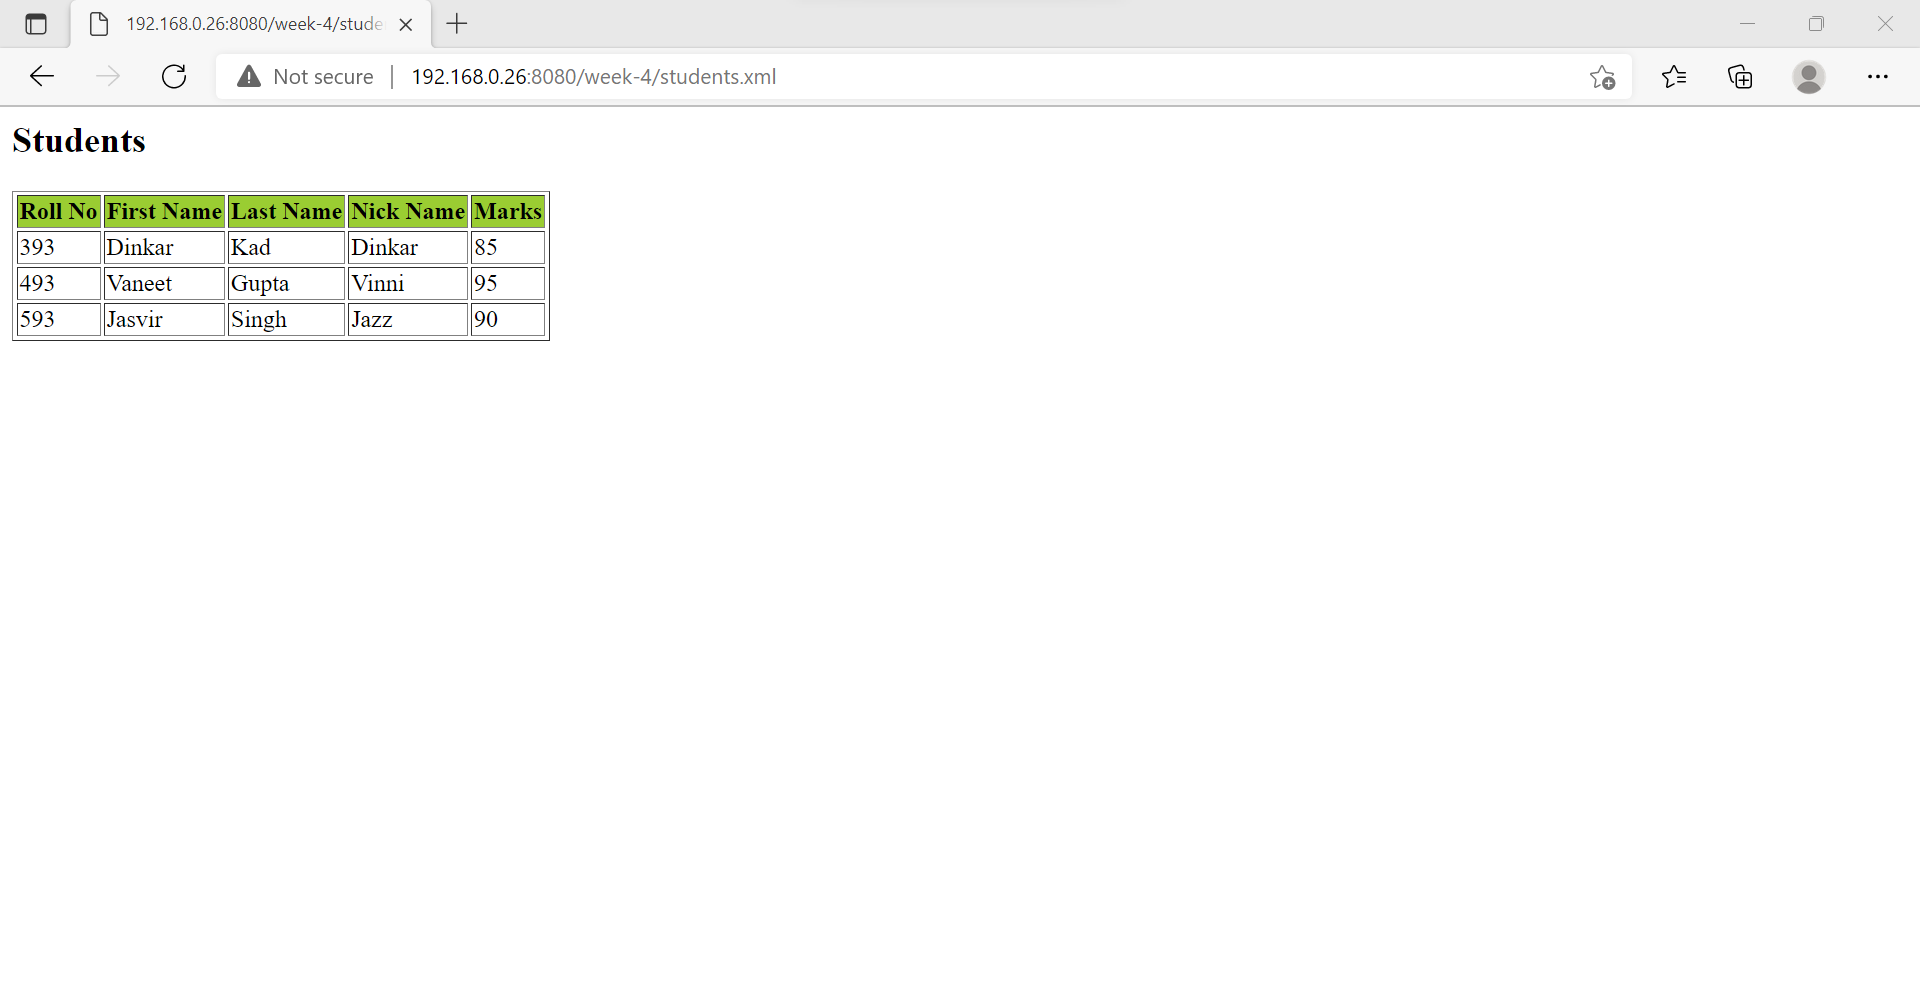 192.168.0.26:8080/week-4/stude
Not secure 192.168.0.26:8080/week-4/students.xml
Students
Roll No First Name Last Name Nick Name Marks
393 Dinkar Kad Dinkar 85
493 Vaneet Gupta Vinni 95
593 Jasvir Singh Jazz 90